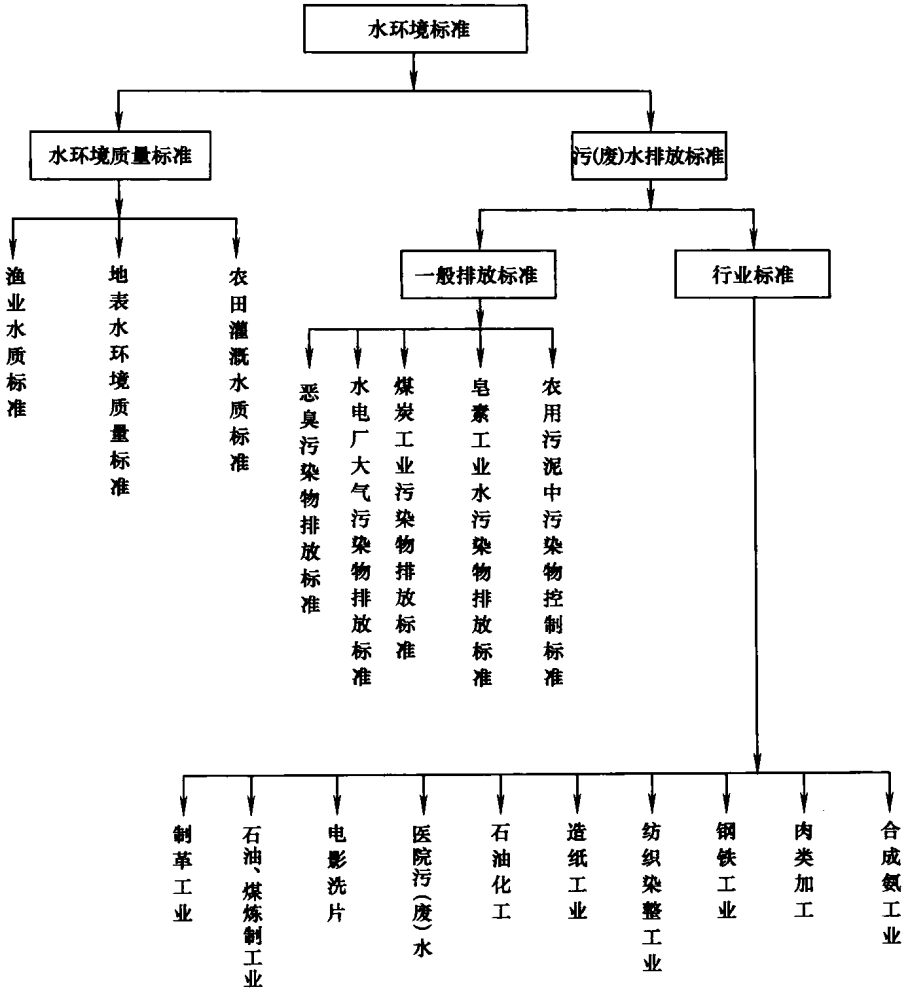 水环境标准
水环境质量标准
污(废)水排放标准
一般排放标准
行业标准
渔业水质标准
地表水环境质量标准
农田灌溉水质标准
恶臭污染物排放标准
水电厂大气污染物排放标准
煤炭工业污染物排放标准
皂素工业水污染物排放标准
农用污泥中污染物控制标准
制革工业
石油、煤炼制工业
电影洗片
医院污(废)水
石油化工
造纸工业
纺织染整工业
钢铁工业
肉类加工
合成氨工业